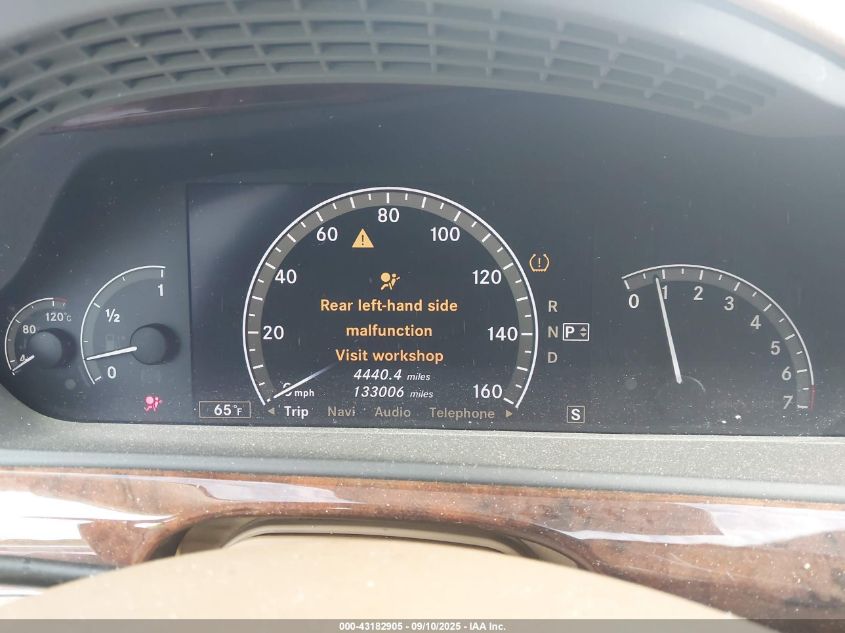 80
60 100
40 120
20 140
0 mph 160
Rear left-hand side
malfunction
Visit workshop
4440.4 miles
133006 miles
Trip Navi Audio Telephone
65°F
120°C
80
1
½
0
R
N P
D
S
0 1 2 3 4 5 6 7
000-43182905 - 09/10/2025 - IAA Inc.